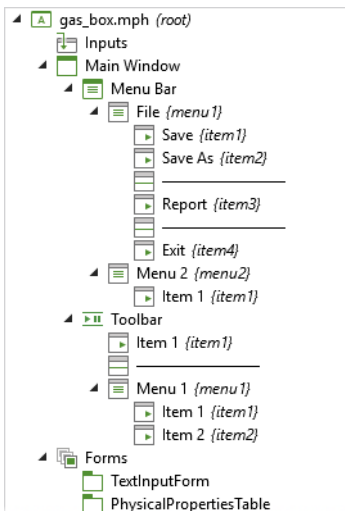 gas_box.mph (root)
Inputs
Main Window
Menu Bar
File {menu1}
Save {item1}
Save As {item2}
Report {item3}
Exit {item4}
Menu 2 {menu2}
Item 1 {item1}
Toolbar
Item 1 {item1}
Menu 1 {menu1}
Item 1 {item1}
Item 2 {item2}
Forms
TextInputForm
PhysicalPropertiesTable